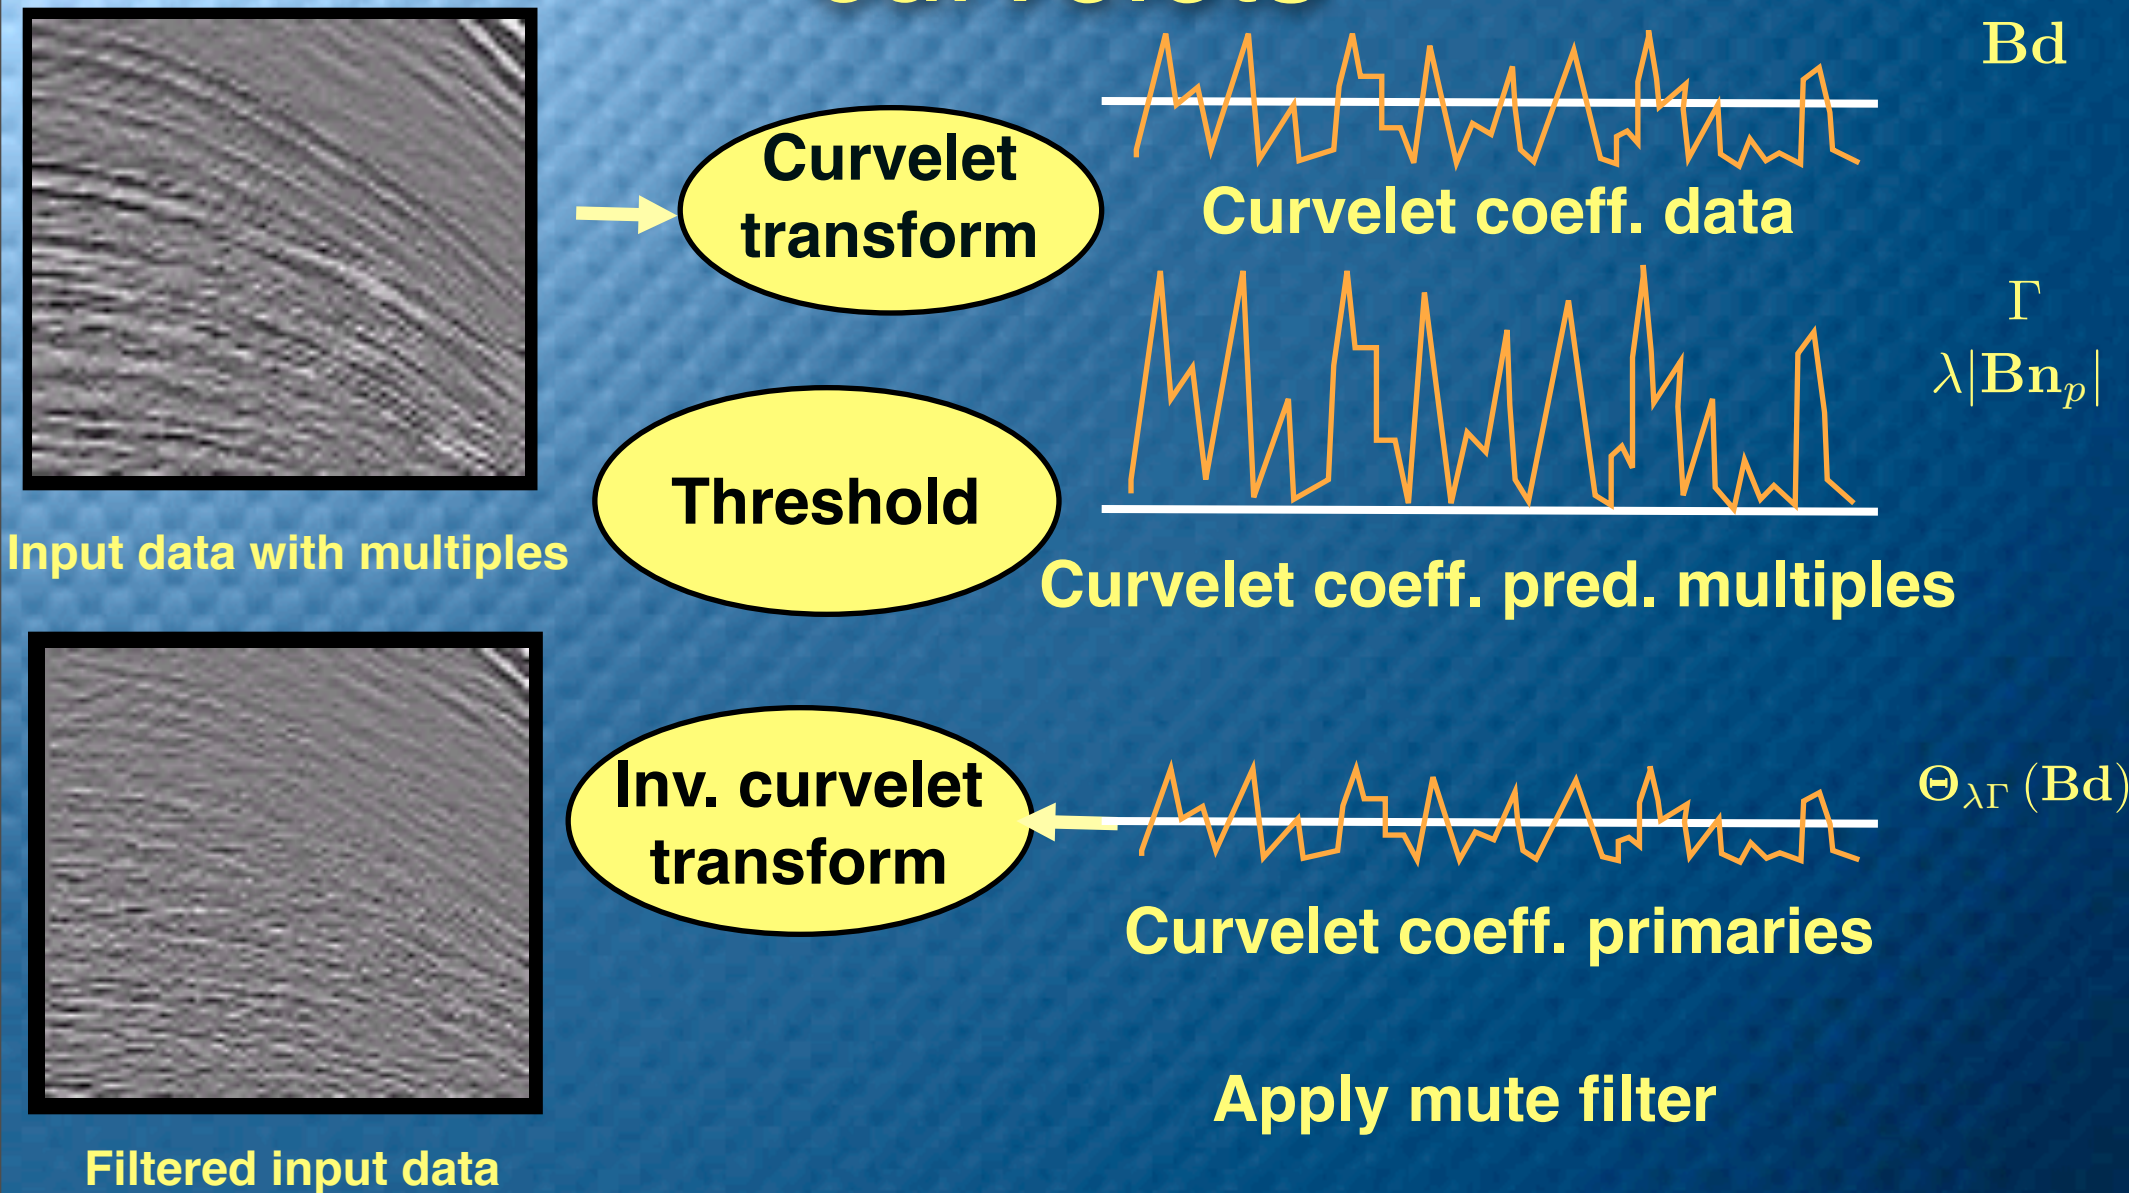 Bd
Curvelet
transform
Curvelet coeff. data
Γ
λ|Bn_p|
Threshold
Input data with multiples
Curvelet coeff. pred. multiples
Inv. curvelet
transform
Θ_λΓ (Bd)
Curvelet coeff. primaries
Apply mute filter
Filtered input data